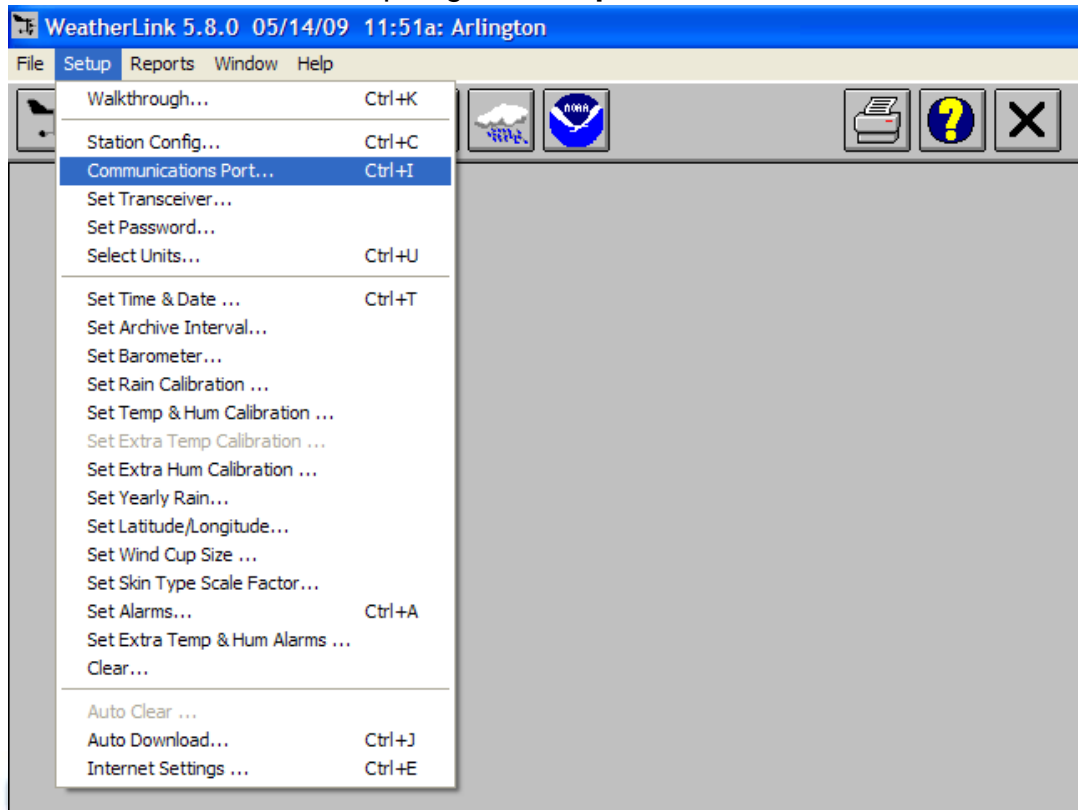 WeatherLink 5.8.0 05/14/09 11:51a: Arlington
File Setup Reports Window Help
Walkthrough... Ctrl+K
NOAA
Station Config... Ctrl+C
Communications Port... Ctrl+I
Set Transceiver...
Set Password...
Select Units... Ctrl+U
Set Time & Date ... Ctrl+T
Set Archive Interval...
Set Barometer...
Set Rain Calibration ...
Set Temp & Hum Calibration ...
Set Extra Temp Calibration ...
Set Extra Hum Calibration ...
Set Yearly Rain...
Set Latitude/Longitude...
Set Wind Cup Size ...
Set Skin Type Scale Factor...
Set Alarms... Ctrl+A
Set Extra Temp & Hum Alarms ...
Clear...
Auto Clear ...
Auto Download... Ctrl+J
Internet Settings ... Ctrl+E